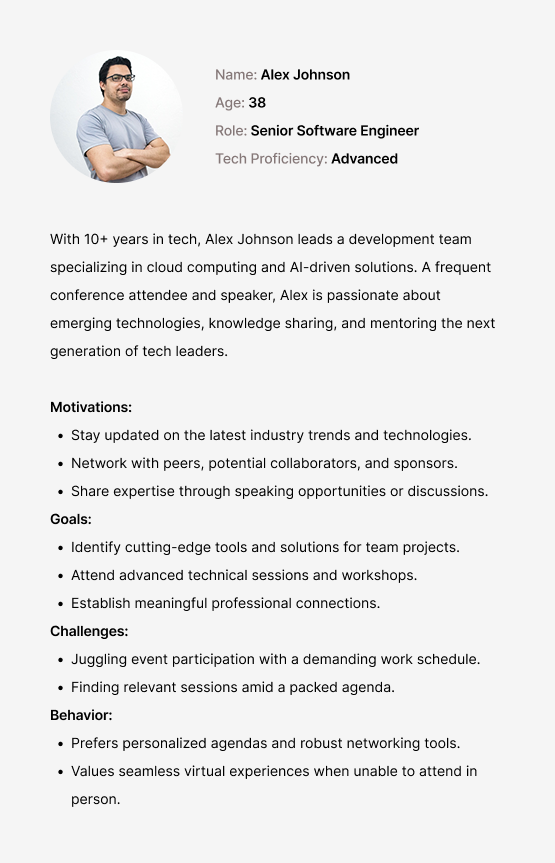 Name: Alex Johnson
Age: 38
Role: Senior Software Engineer
Tech Proficiency: Advanced
With 10+ years in tech, Alex Johnson leads a development team
specializing in cloud computing and AI-driven solutions. A frequent
conference attendee and speaker, Alex is passionate about
emerging technologies, knowledge sharing, and mentoring the next
generation of tech leaders.
Motivations:
• Stay updated on the latest industry trends and technologies.
• Network with peers, potential collaborators, and sponsors.
• Share expertise through speaking opportunities or discussions.
Goals:
• Identify cutting-edge tools and solutions for team projects.
• Attend advanced technical sessions and workshops.
• Establish meaningful professional connections.
Challenges:
• Juggling event participation with a demanding work schedule.
• Finding relevant sessions amid a packed agenda.
Behavior:
• Prefers personalized agendas and robust networking tools.
• Values seamless virtual experiences when unable to attend in
person.